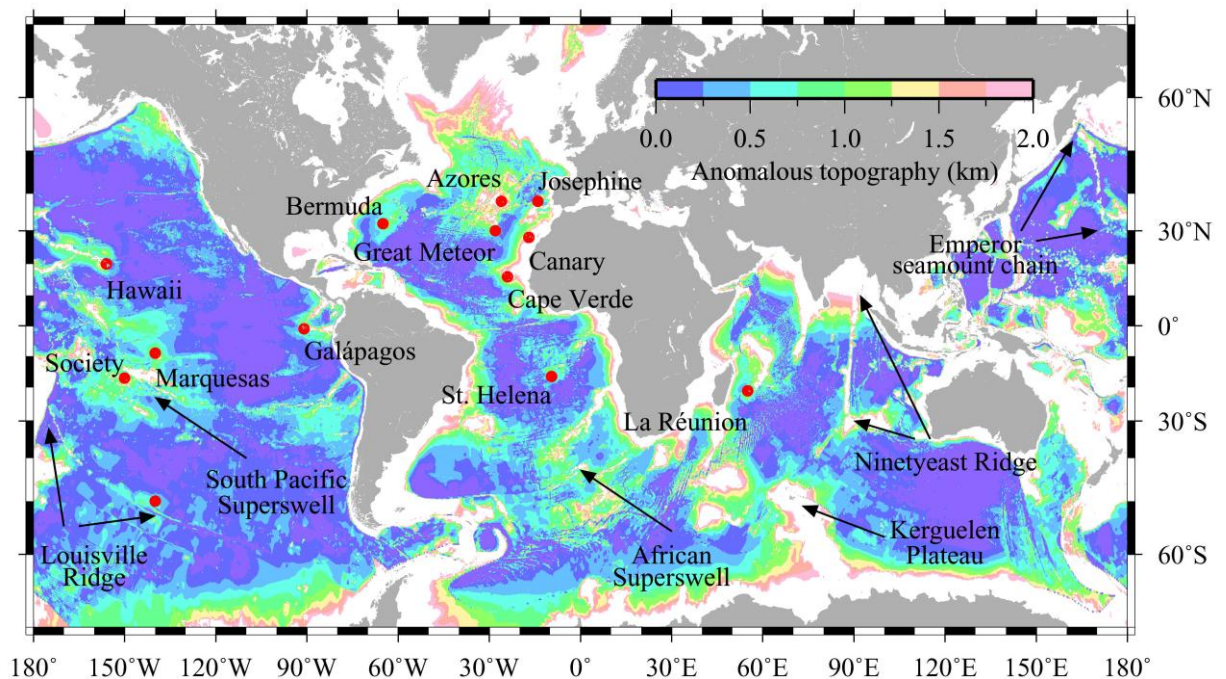 60˚N
0.0 0.5 1.0 1.5 2.0
Anomalous topography (km)
Azores
Josephine
Bermuda
30˚N
Great Meteor
Emperor
seamount chain
Canary
Hawaii
Cape Verde
0˚
Galápagos
Society
Marquesas
St. Helena
La Réunion
30˚S
South Pacific
Superswell
Ninetyeast Ridge
Louisville
Ridge
African
Superswell
Kerguelen
Plateau
60˚S
180˚ 150˚W 120˚W 90˚W 60˚W 30˚W 0˚ 30˚E 60˚E 90˚E 120˚E 150˚E 180˚